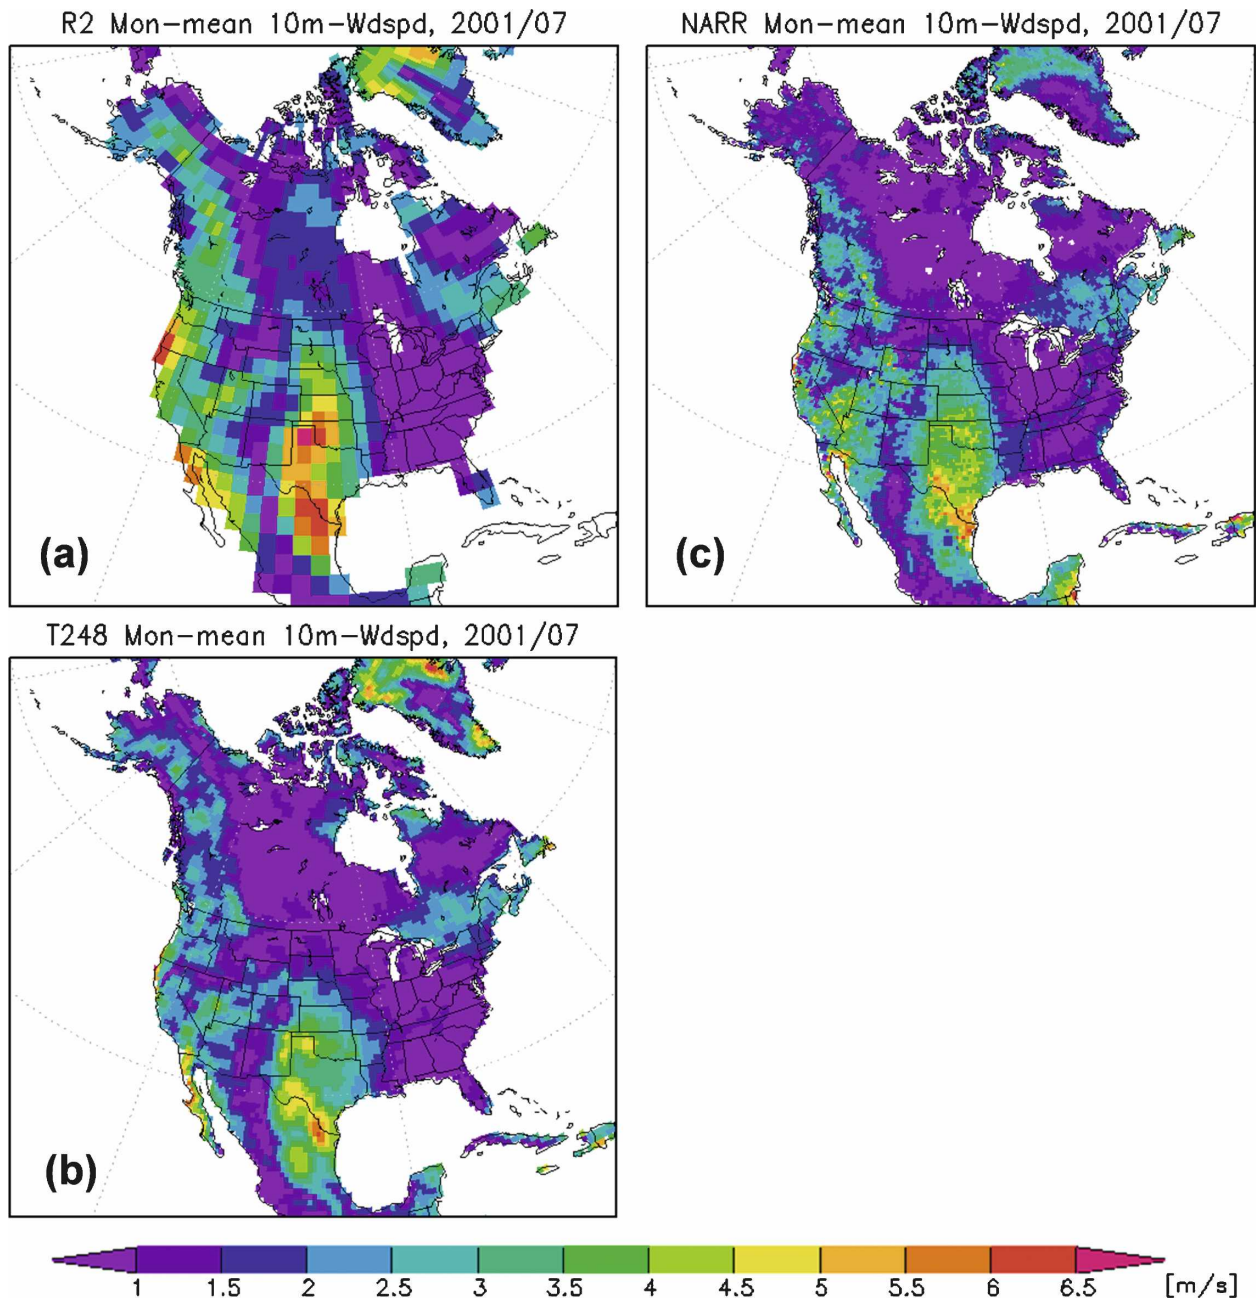 R2 Mon-mean 10m-Wdspd, 2001/07
NARR Mon-mean 10m-Wdspd, 2001/07
(a)
(c)
T248 Mon-mean 10m-Wdspd, 2001/07
(b)
1 1.5 2 2.5 3 3.5 4 4.5 5 5.5 6 6.5 [m/s]